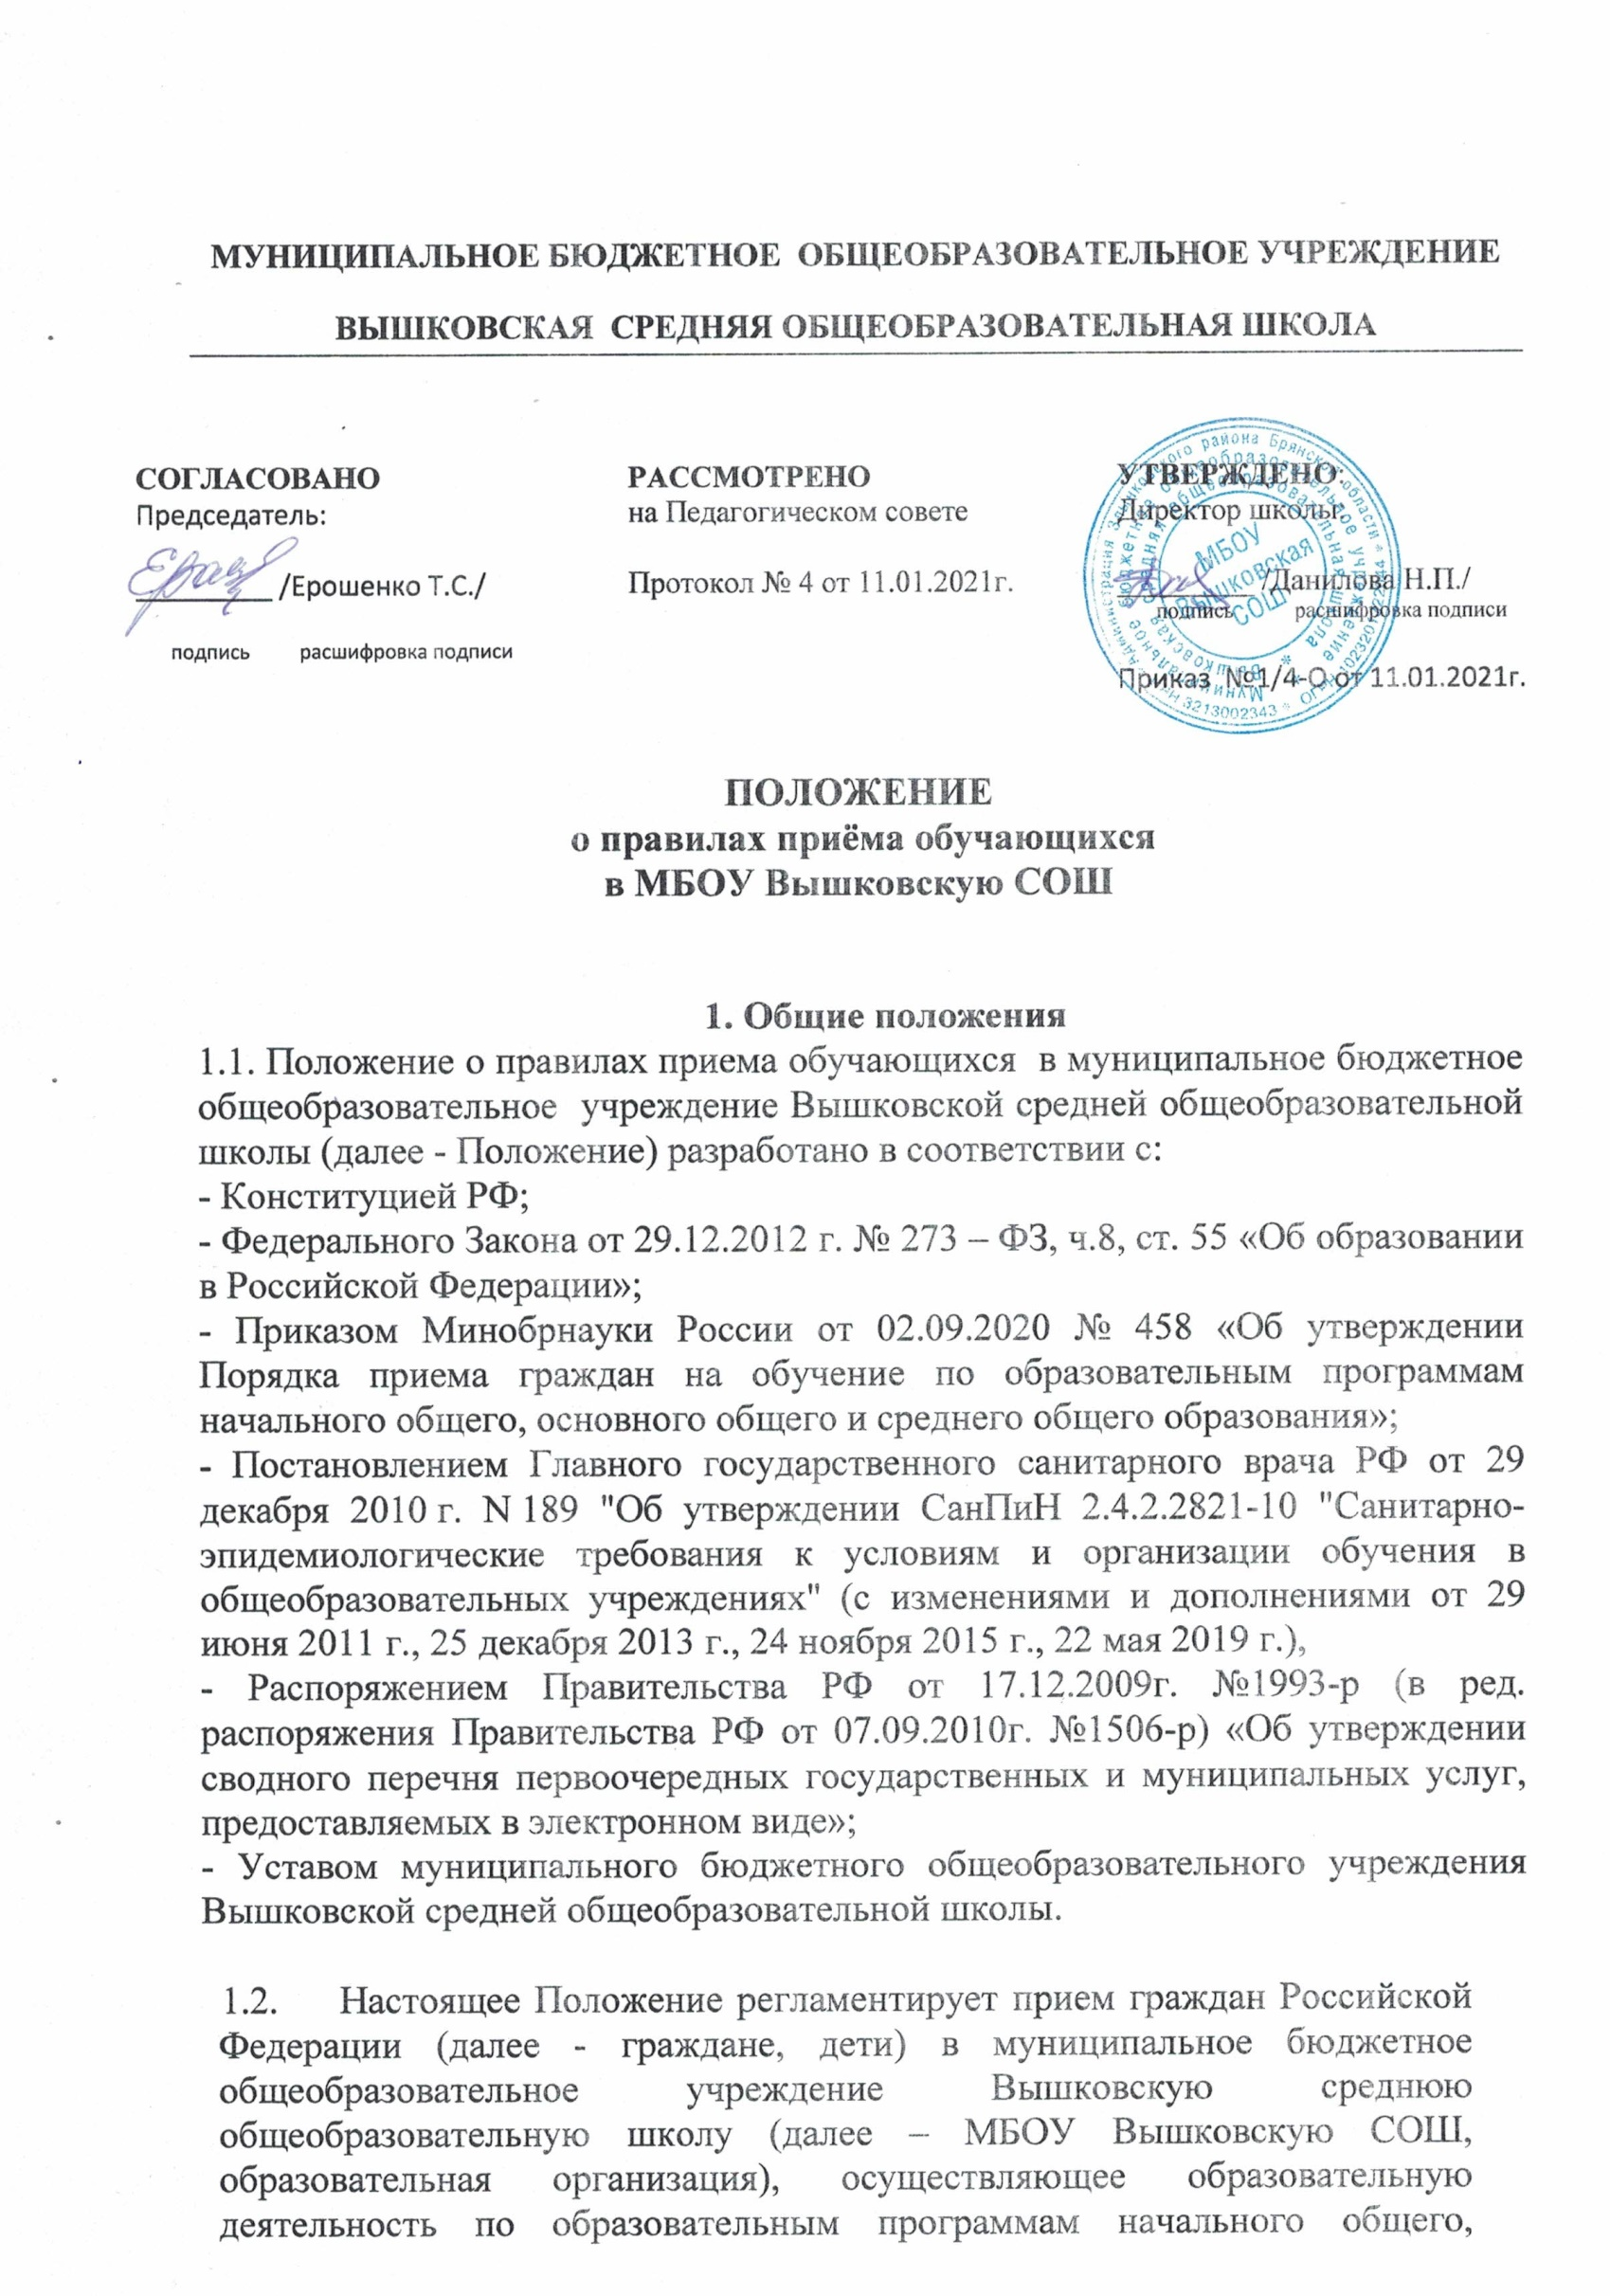 МУНИЦИПАЛЬНОЕ БЮДЖЕТНОЕ ОБЩЕОБРАЗОВАТЕЛЬНОЕ УЧРЕЖДЕНИЕ
ВЫШКОВСКАЯ СРЕДНЯЯ ОБЩЕОБРАЗОВАТЕЛЬНАЯ ШКОЛА
СОГЛАСОВАНО
Председатель:
/Ерошенко Т.С./
подпись расшифровка подписи
РАССМОТРЕНО
на Педагогическом совете
Протокол № 4 от 11.01.2021г.
УТВЕРЖДЕНО:
Директор школы:
/Данилова Н.П./
подпись расшифровка подписи
Приказ №1/4-О от 11.01.2021г.
МБОУ
Вышковская
СОШ
ПОЛОЖЕНИЕ
о правилах приёма обучающихся
в МБОУ Вышковскую СОШ
1. Общие положения
1.1. Положение о правилах приема обучающихся в муниципальное бюджетное
общеобразовательное учреждение Вышковской средней общеобразовательной
школы (далее - Положение) разработано в соответствии с:
- Конституцией РФ;
- Федерального Закона от 29.12.2012 г. № 273 – ФЗ, ч.8, ст. 55 «Об образовании
в Российской Федерации»;
- Приказом Минобрнауки России от 02.09.2020 № 458 «Об утверждении
Порядка приема граждан на обучение по образовательным программам
начального общего, основного общего и среднего общего образования»;
- Постановлением Главного государственного санитарного врача РФ от 29
декабря 2010 г. N 189 "Об утверждении СанПиН 2.4.2.2821-10 "Санитарно-
эпидемиологические требования к условиям и организации обучения в
общеобразовательных учреждениях" (с изменениями и дополнениями от 29
июня 2011 г., 25 декабря 2013 г., 24 ноября 2015 г., 22 мая 2019 г.),
- Распоряжением Правительства РФ от 17.12.2009г. №1993-р (в ред.
распоряжения Правительства РФ от 07.09.2010г. №1506-р) «Об утверждении
сводного перечня первоочередных государственных и муниципальных услуг,
предоставляемых в электронном виде»;
- Уставом муниципального бюджетного общеобразовательного учреждения
Вышковской средней общеобразовательной школы.
1.2. Настоящее Положение регламентирует прием граждан Российской
Федерации (далее - граждане, дети) в муниципальное бюджетное
общеобразовательное учреждение Вышковскую среднюю
общеобразовательную школу (далее – МБОУ Вышковскую СОШ,
образовательная организация), осуществляющее образовательную
деятельность по образовательным программам начального общего,